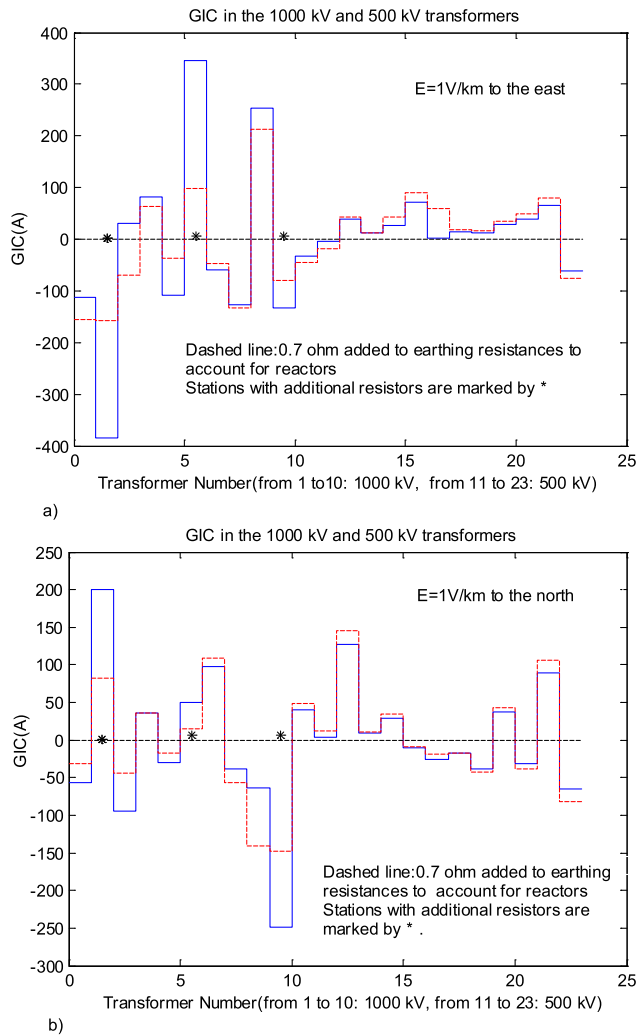 GIC in the 1000 kV and 500 kV transformers
400
300
200
100
0
-100
-200
-300
-400
GIC(A)
E=1V/km to the east
Dashed line:0.7 ohm added to earthing resistances to
account for reactors
Stations with additional resistors are marked by *
0
5
10
15
20
25
Transformer Number(from 1 to10: 1000 kV, from 11 to 23: 500 kV)
a)
GIC in the 1000 kV and 500 kV transformers
250
200
150
100
50
0
-50
-100
-150
-200
-250
-300
GIC(A)
E=1V/km to the north
Dashed line:0.7 ohm added to earthing
resistances to account for reactors
Stations with additional resistors are
marked by * .
0
5
10
15
20
25
Transformer Number(from 1 to 10: 1000 kV, from 11 to 23: 500 kV)
b)